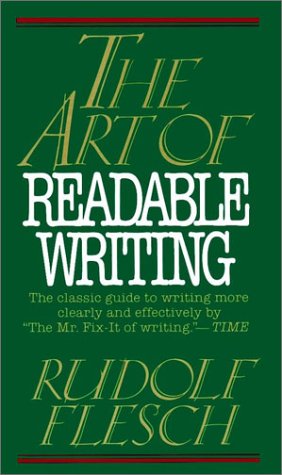 THE
ART OF
READABLE
WRITING
The classic guide to writing more
clearly and effectively by
"The Mr. Fix-It of writing."—TIME
RUDOLF
FLESCH